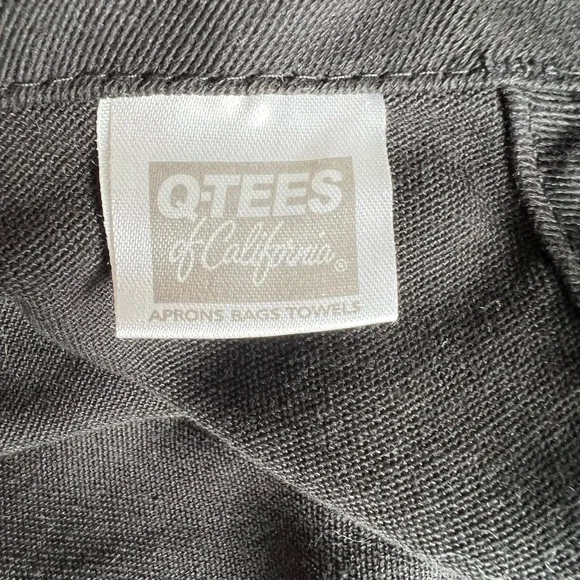 Q-TEES
of California®
APRONS BAGS TOWELS